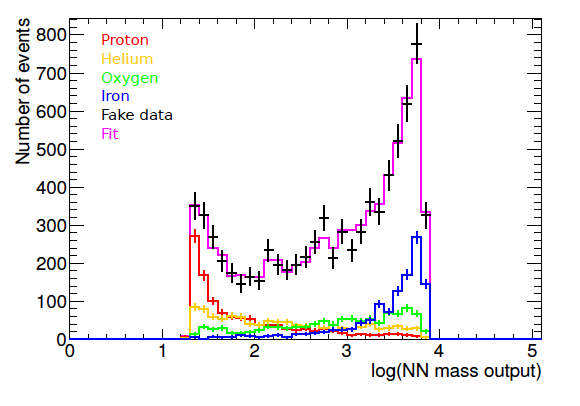 Number of events
800
700
600
500
400
300
200
100
0
Proton
Helium
Oxygen
Iron
Fake data
Fit
0 1 2 3 4 5
log(NN mass output)